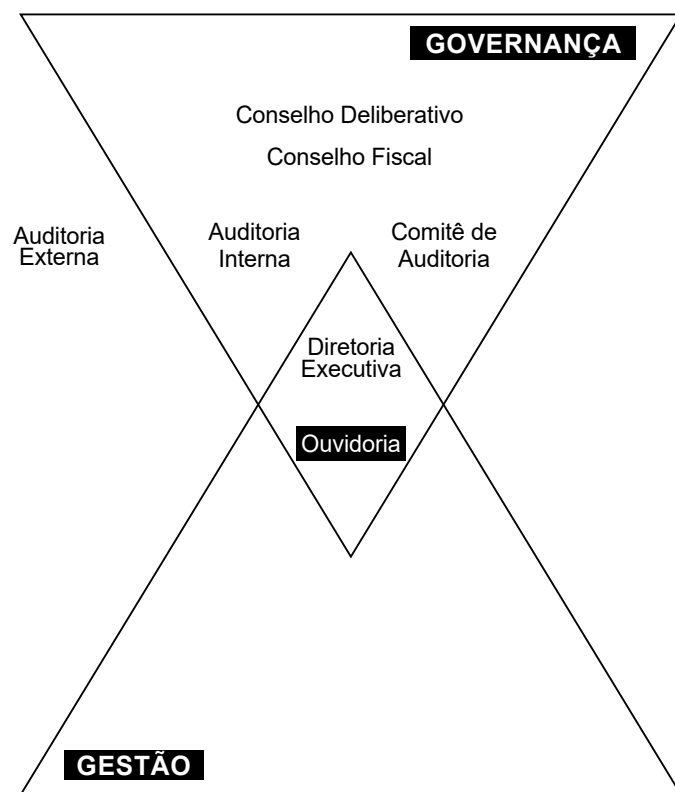 GOVERNANÇA
Conselho Deliberativo
Conselho Fiscal
Auditoria
Externa
Auditoria
Interna
Comitê de
Auditoria
Diretoria
Executiva
Ouvidoria
GESTÃO